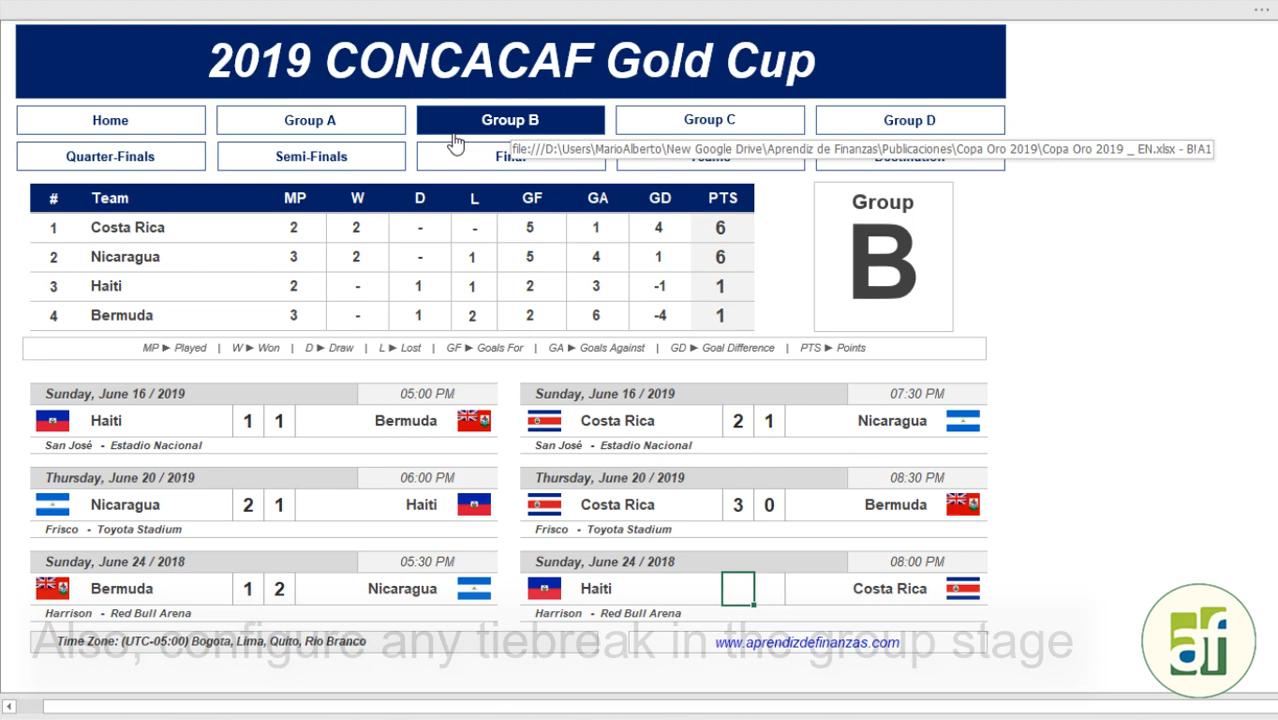 2019 CONCACAF Gold Cup
Home Group A Group B Group C Group D
file:///D:\Users\MarioAlberto\New Google Drive\Aprendiz de Finanzas\Publicaciones\Copa Oro 2019\Copa Oro 2019 _ EN.xlsx - B!A1
Quarter-Finals Semi-Finals
# Team MP W D L GF GA GD PTS
1 Costa Rica 2 2 - - 5 1 4 6
2 Nicaragua 3 2 - 1 5 4 1 6
3 Haiti 2 - 1 1 2 3 -1 1
4 Bermuda 3 - 1 2 2 6 -4 1
Group
B
MP ► Played | W ► Won | D ► Draw | L ► Lost | GF ► Goals For | GA ► Goals Against | GD ► Goal Difference | PTS ► Points
Sunday, June 16 / 2019 05:00 PM
Haiti 1 1 Bermuda
San José - Estadio Nacional
Sunday, June 16 / 2019 07:30 PM
Costa Rica 2 1 Nicaragua
San José - Estadio Nacional
Thursday, June 20 / 2019 06:00 PM
Nicaragua 2 1 Haiti
Frisco - Toyota Stadium
Thursday, June 20 / 2019 08:30 PM
Costa Rica 3 0 Bermuda
Frisco - Toyota Stadium
Sunday, June 24 / 2018 05:30 PM
Bermuda 1 2 Nicaragua
Harrison - Red Bull Arena
Sunday, June 24 / 2018 08:00 PM
Haiti Costa Rica
Harrison - Red Bull Arena
Time Zone: (UTC-05:00) Bogota, Lima, Quito, Rio Branco www.aprendizdefinanzas.com
Also, configure any tiebreak in the group stage
af